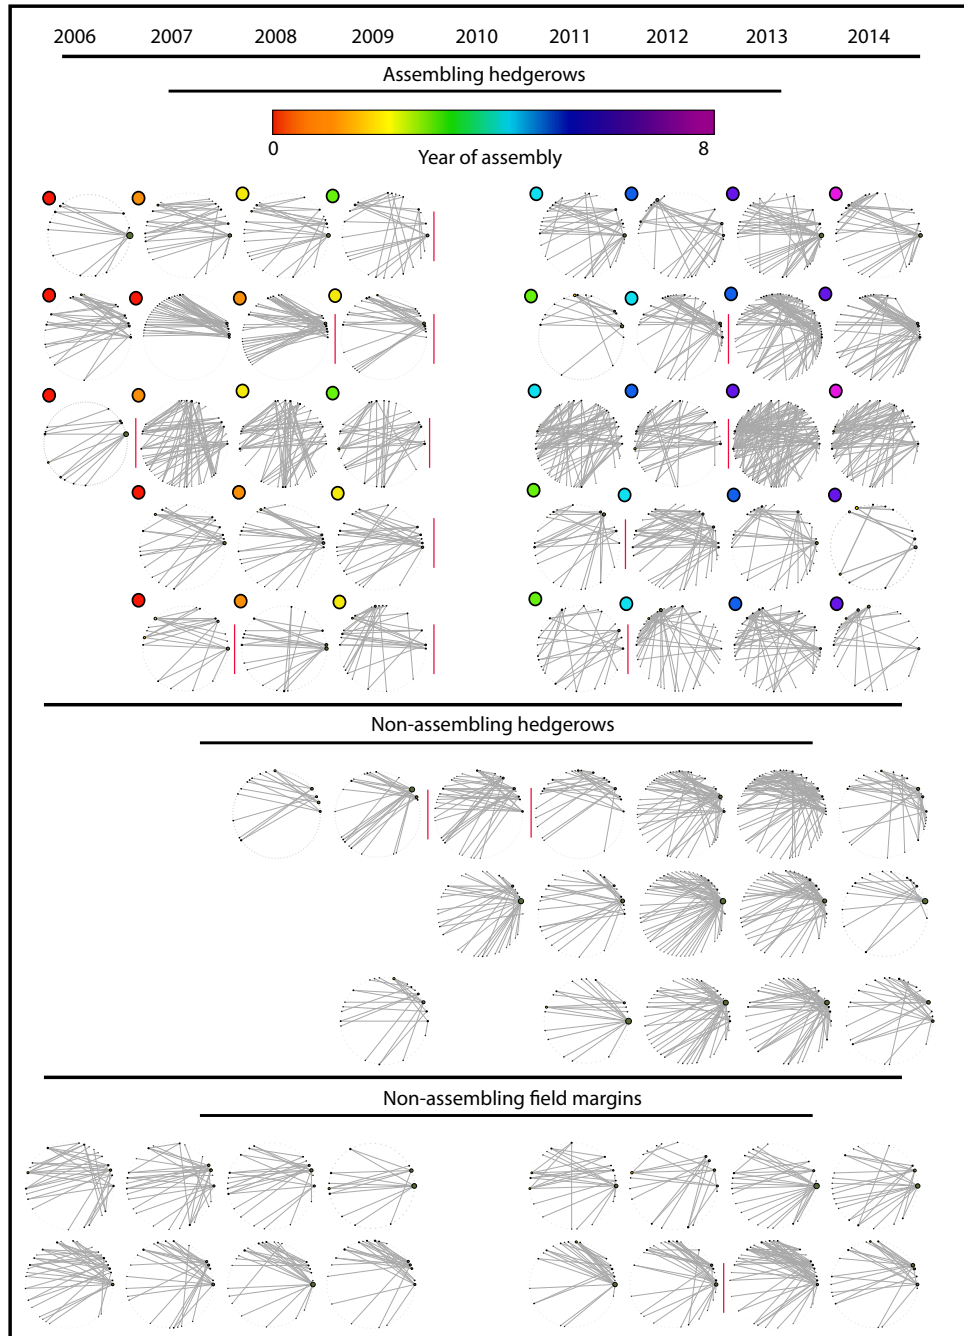 2006 2007 2008 2009 2010 2011 2012 2013 2014
Assembling hedgerows
0 8
Year of assembly
Non-assembling hedgerows
Non-assembling field margins